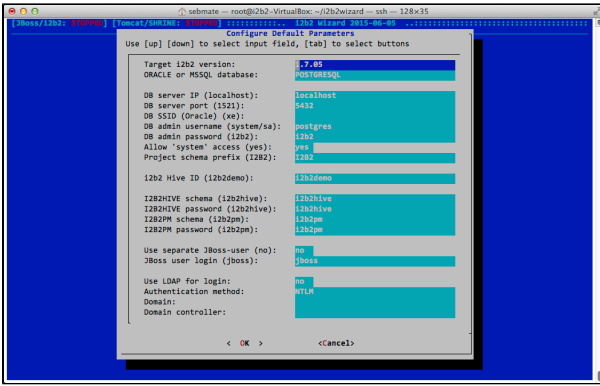 sebmate — root@i2b2-VirtualBox: ~/i2b2wizard — ssh — 128×35
[JBoss/i2b2: STOPPED] [Tomcat/SHRINE: STOPPED] ::::::::::::.. i2b2 Wizard 2015-06-05 ..::::::::::::::::::::::::::::::::::::
Configure Default Parameters
Use [up] [down] to select input field, [tab] to select buttons
Target i2b2 version: 1.7.05
ORACLE or MSSQL database: POSTGRESQL
DB server IP (localhost): localhost
DB server port (1521): 5432
DB SSID (Oracle) (xe):
DB admin username (system/sa): postgres
DB admin password (i2b2): i2b2
Allow 'system' access (yes): yes
Project schema prefix (I2B2): I2B2
i2b2 Hive ID (i2b2demo): i2b2demo
I2B2HIVE schema (i2b2hive): i2b2hive
I2B2HIVE password (i2b2hive): i2b2hive
I2B2PM schema (i2b2pm): i2b2pm
I2B2PM password (i2b2pm): i2b2pm
Use separate JBoss-user (no): no
JBoss user login (jboss): jboss
Use LDAP for login: no
Authentication method: NTLM
Domain:
Domain controller:
< OK > <Cancel>